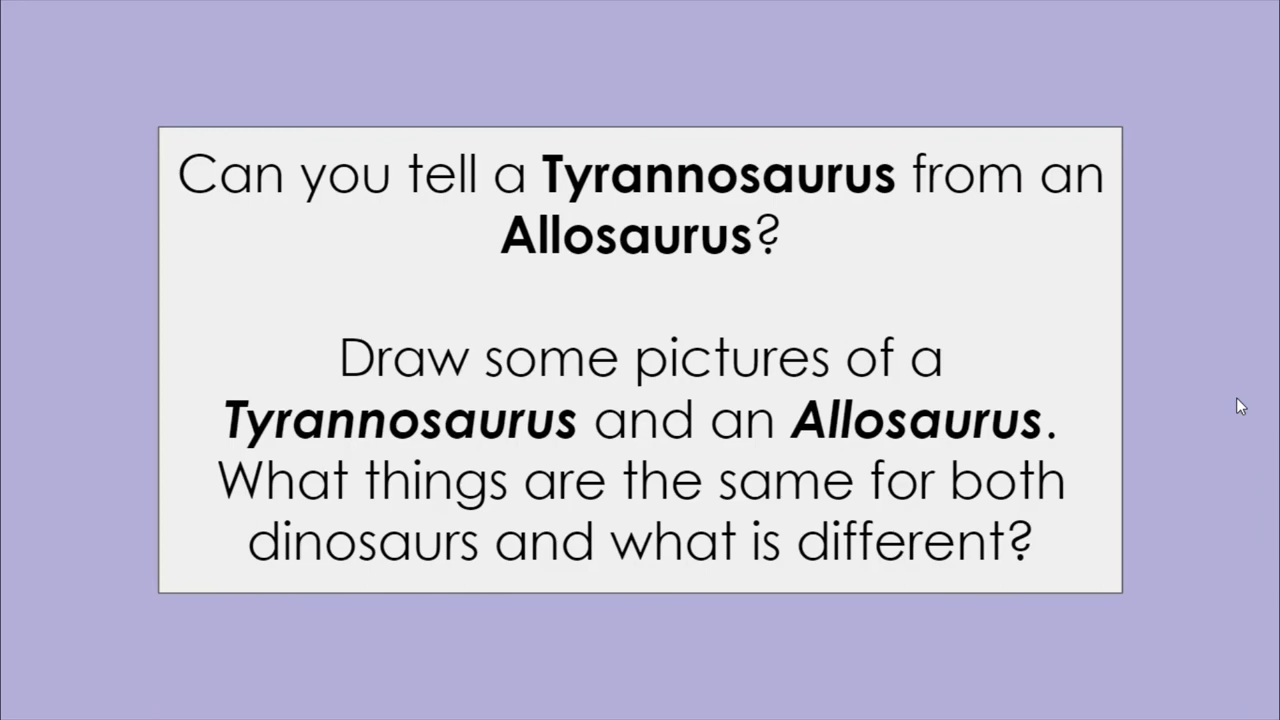 Can you tell a Tyrannosaurus from an
Allosaurus?
Draw some pictures of a
Tyrannosaurus and an Allosaurus.
What things are the same for both
dinosaurs and what is different?